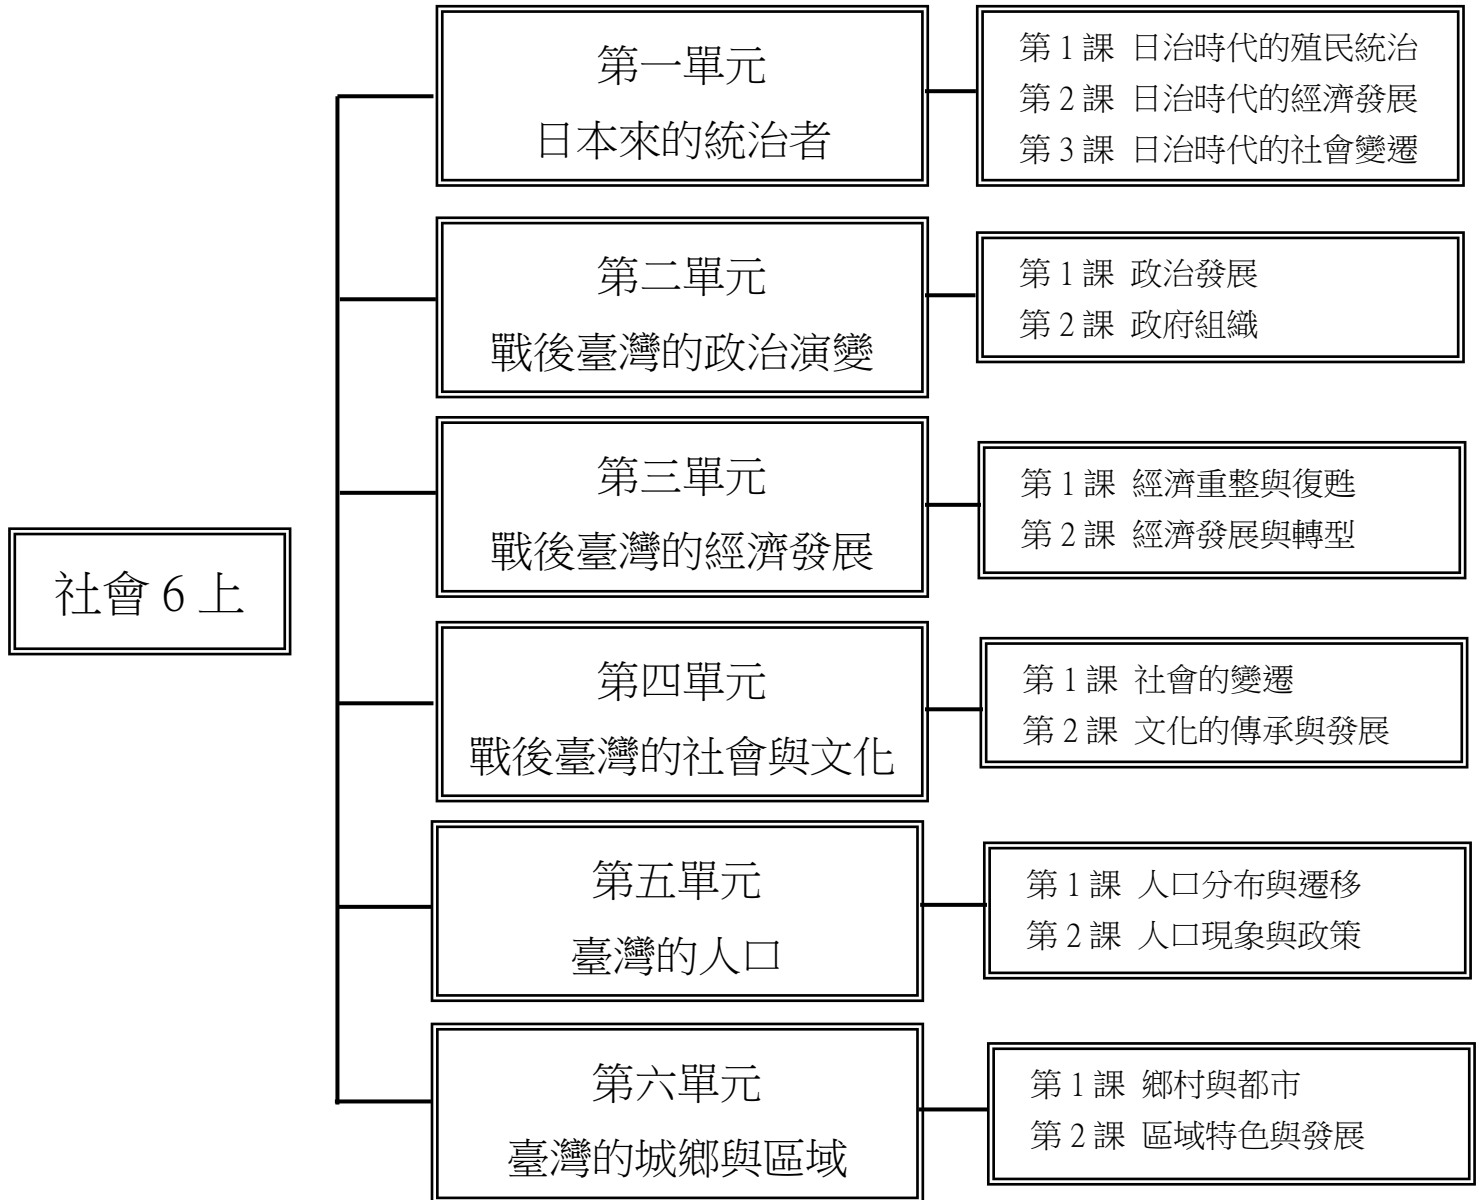 社會6上
第一單元
日本來的統治者
第1課 日治時代的殖民統治
第2課 日治時代的經濟發展
第3課 日治時代的社會變遷
第二單元
戰後臺灣的政治演變
第1課 政治發展
第2課 政府組織
第三單元
戰後臺灣的經濟發展
第1課 經濟重整與復甦
第2課 經濟發展與轉型
第四單元
戰後臺灣的社會與文化
第1課 社會的變遷
第2課 文化的傳承與發展
第五單元
臺灣的人口
第1課 人口分布與遷移
第2課 人口現象與政策
第六單元
臺灣的城鄉與區域
第1課 鄉村與都市
第2課 區域特色與發展